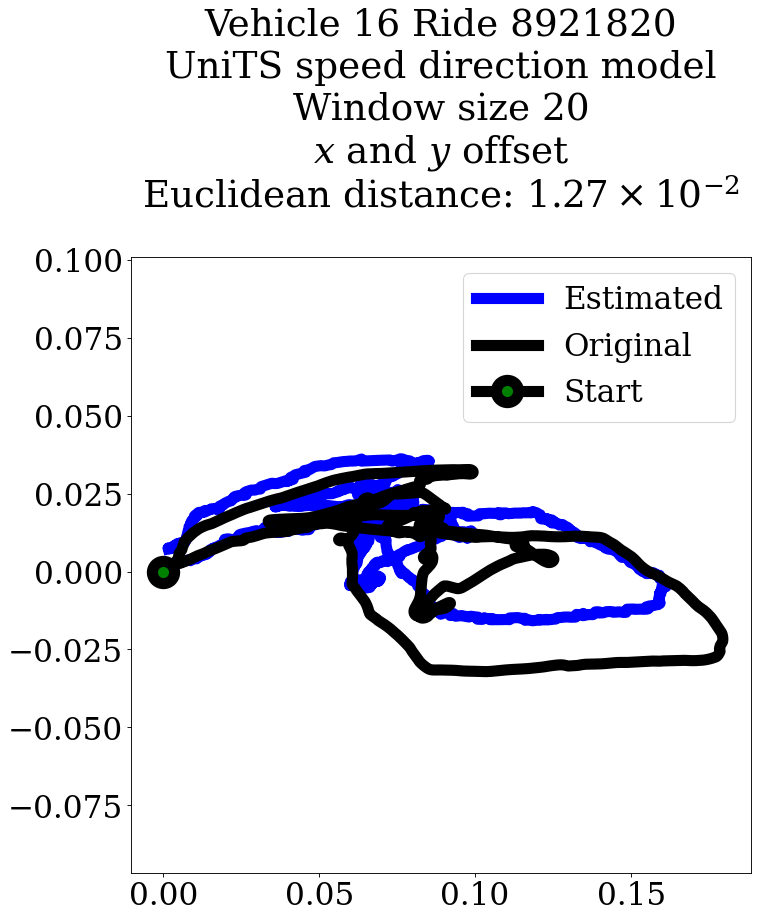 Vehicle 16 Ride 8921820
UniTS speed direction model
Window size 20
x and y offset
Euclidean distance: 1.27 × 10⁻²
Estimated
Original
Start
0.100
0.075
0.050
0.025
0.000
−0.025
−0.050
−0.075
0.00 0.05 0.10 0.15